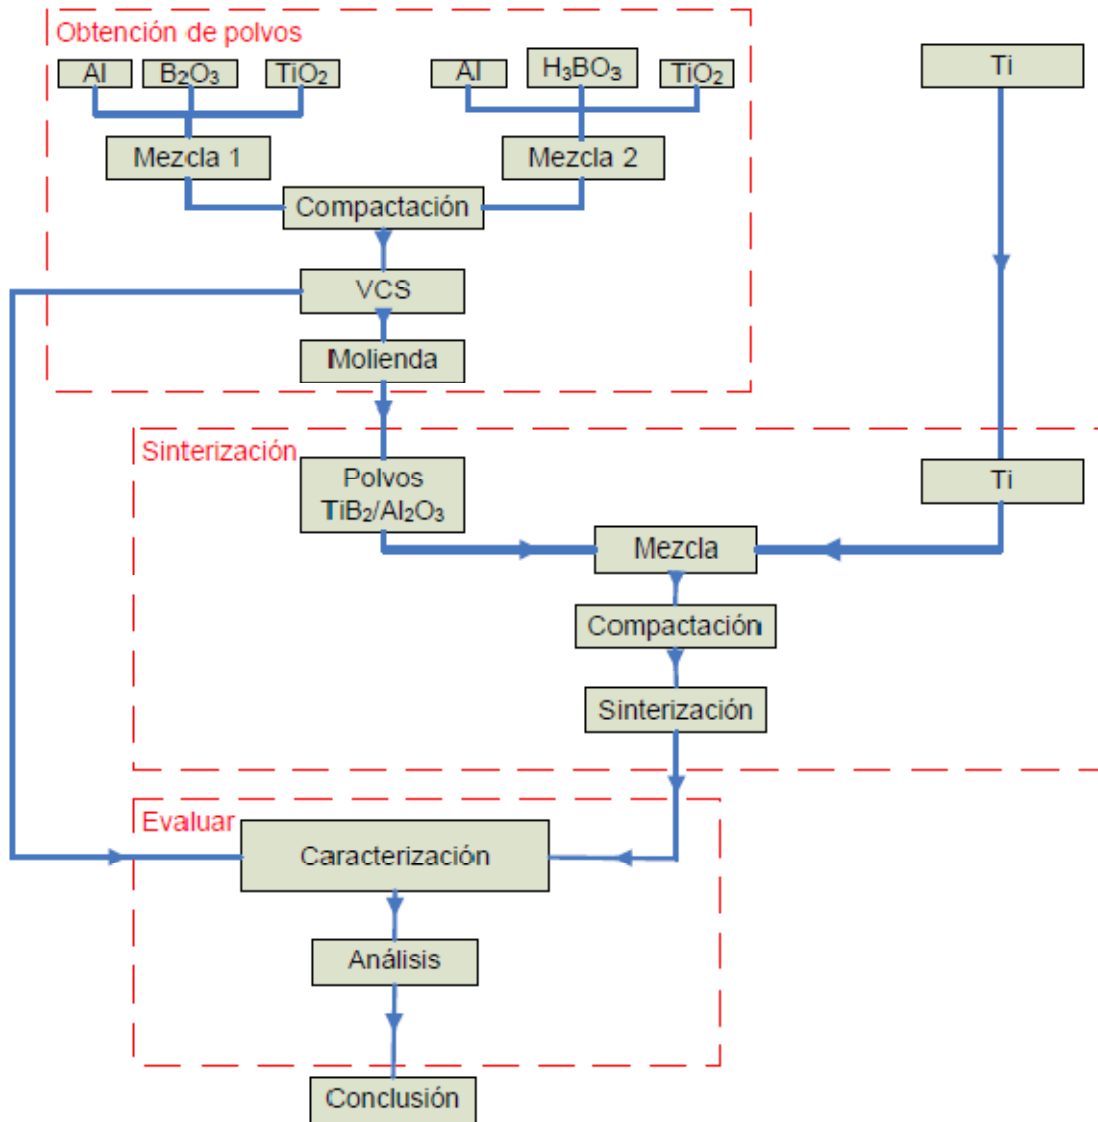 Obtención de polvos
Al
B₂O₃
TiO₂
Al
H₃BO₃
TiO₂
Ti
Mezcla 1
Mezcla 2
Compactación
VCS
Molienda
Sinterización
Polvos
TiB₂/Al₂O₃
Ti
Mezcla
Compactación
Sinterización
Evaluar
Caracterización
Análisis
Conclusión